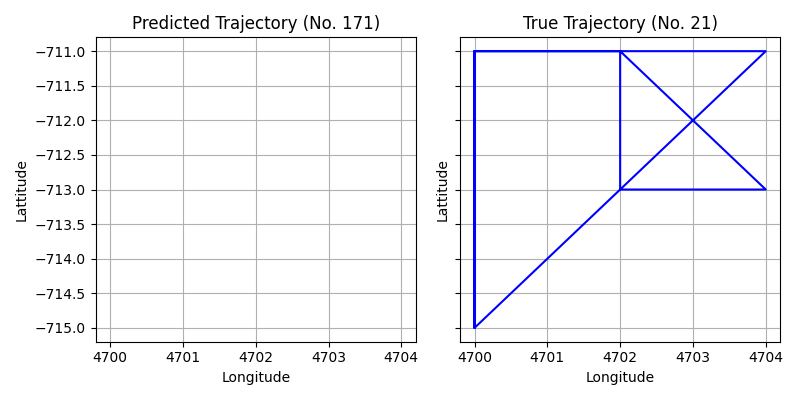 Predicted Trajectory (No. 171)
−711.0
−711.5
−712.0
−712.5
−713.0
−713.5
−714.0
−714.5
−715.0
Lattitude
4700 4701 4702 4703 4704
Longitude
True Trajectory (No. 21)
Lattitude
4700 4701 4702 4703 4704
Longitude